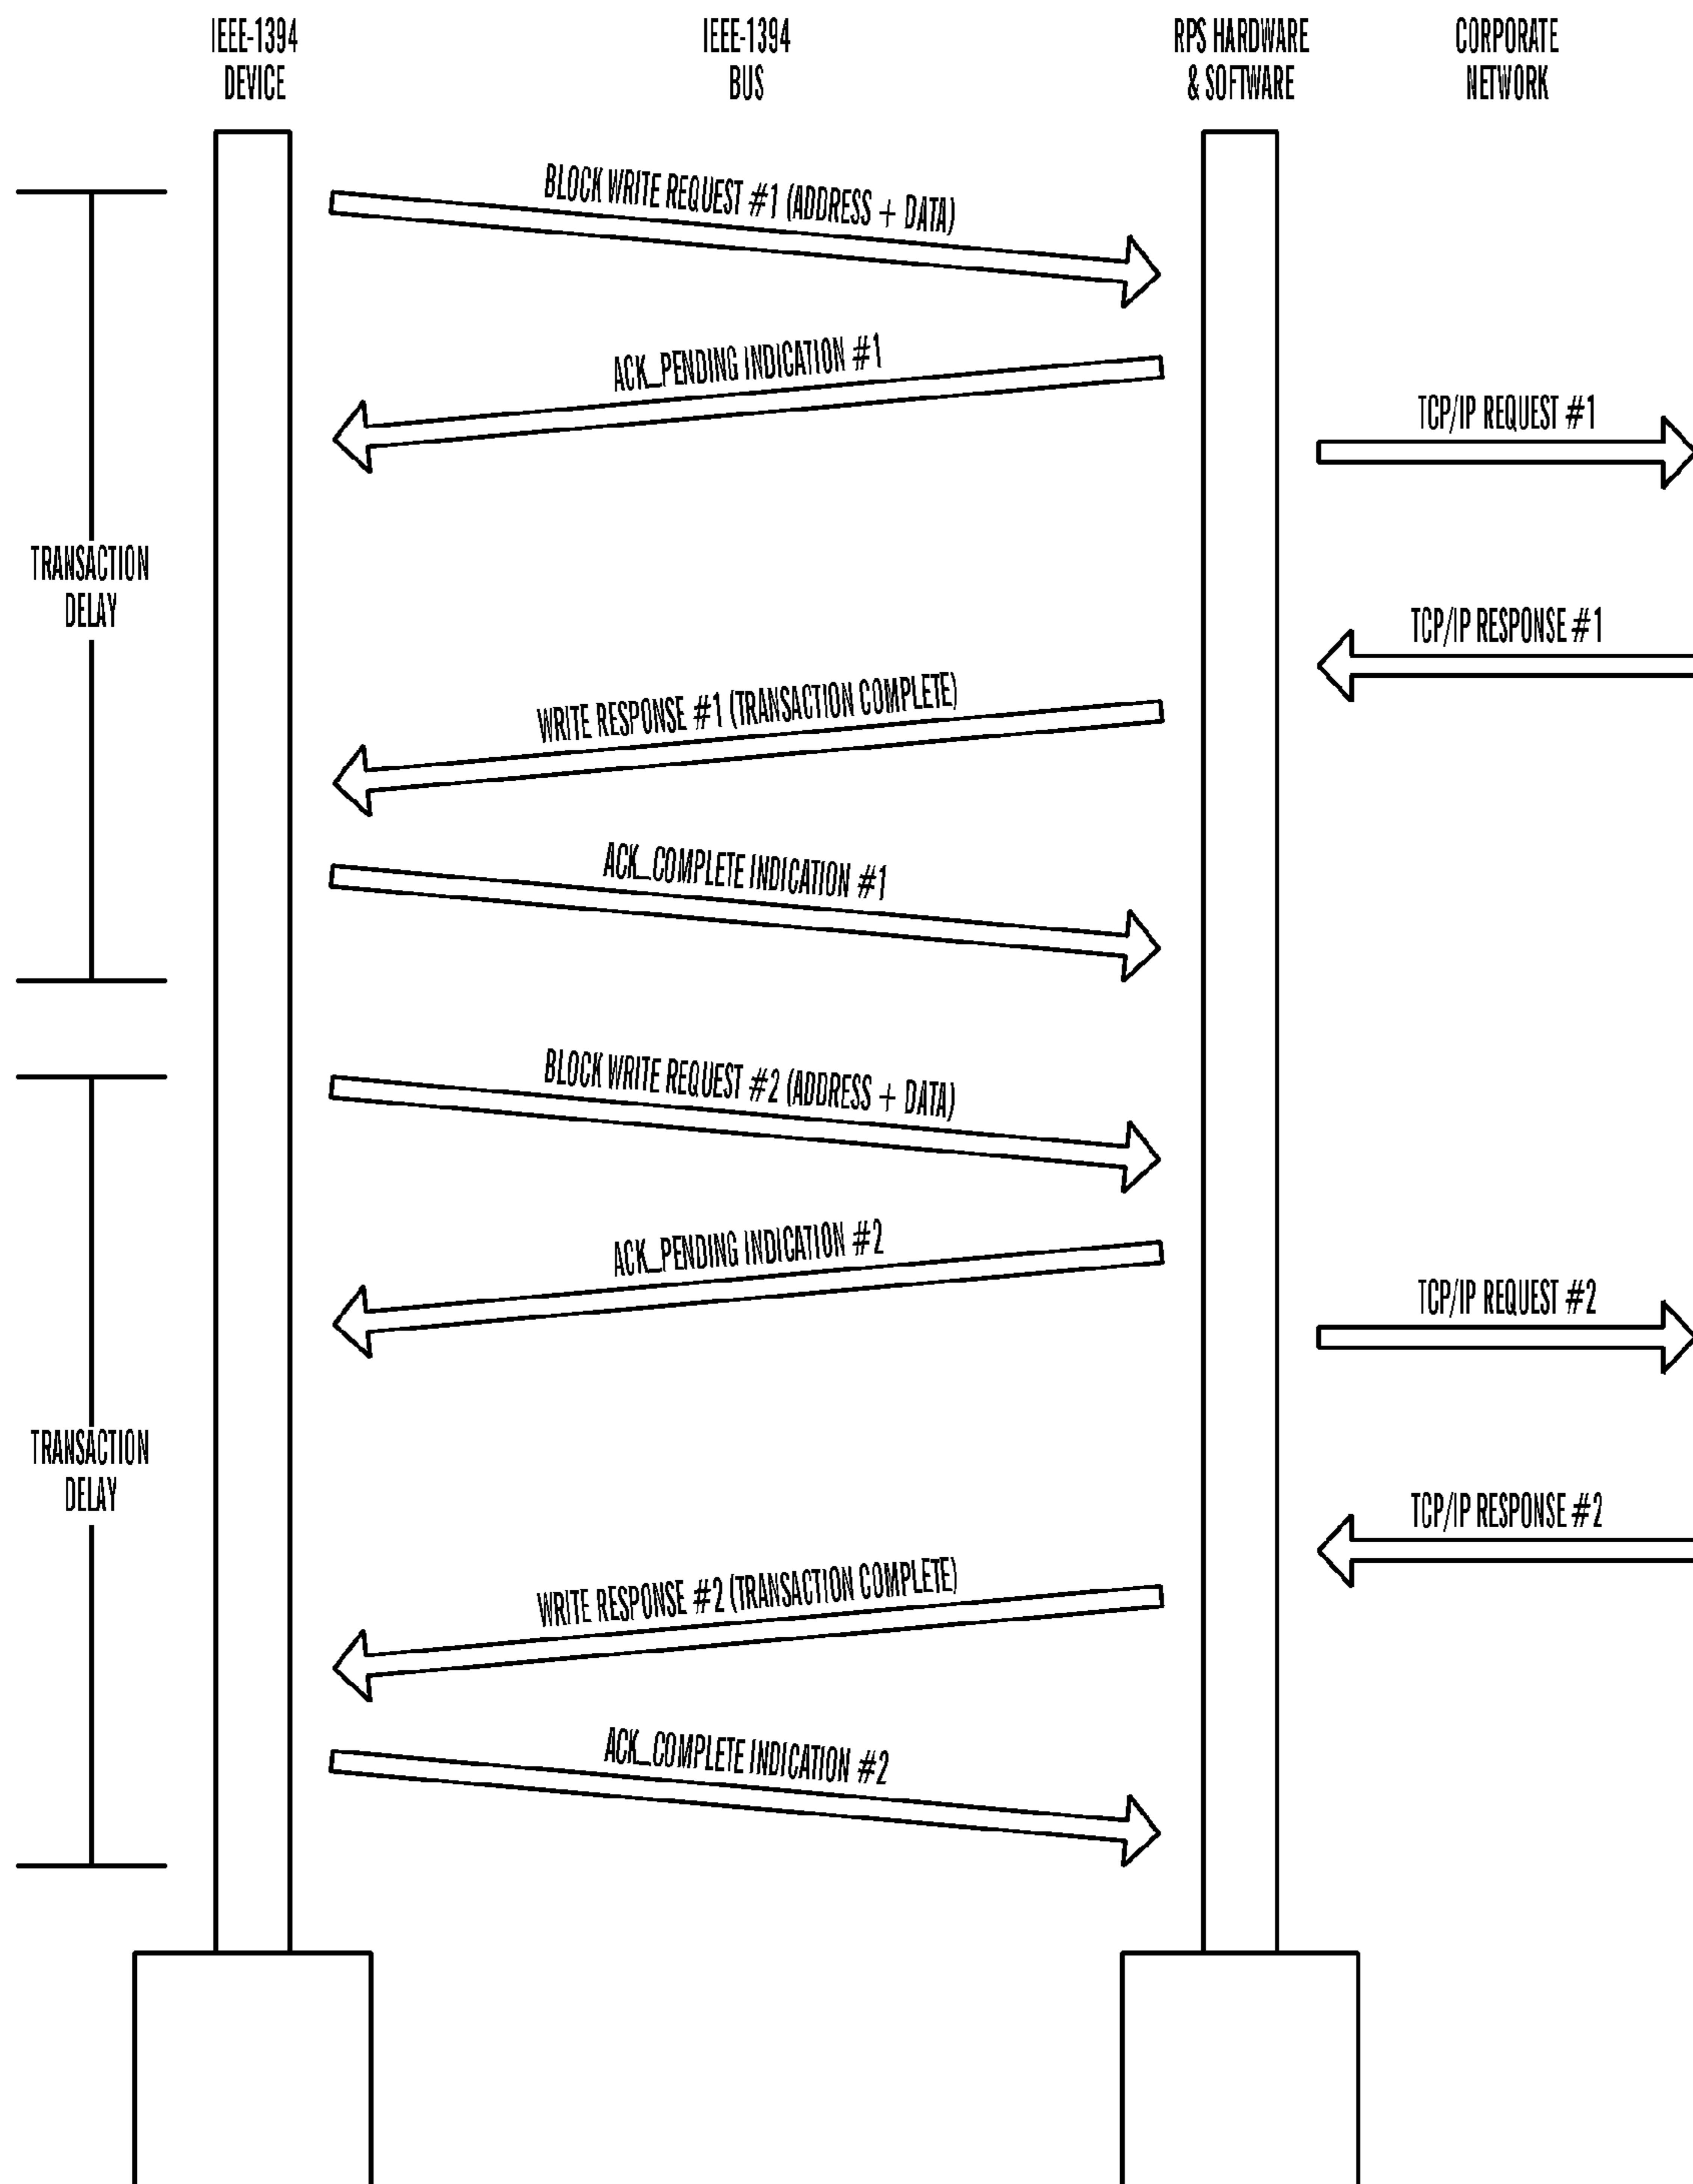 IEEE-1394
DEVICE
IEEE-1394
BUS
RPS HARDWARE
& SOFTWARE
CORPORATE
NETWORK
BLOCK WRITE REQUEST #1 (ADDRESS + DATA)
ACK_PENDING INDICATION #1
TCP/IP REQUEST #1
TRANSACTION
DELAY
TCP/IP RESPONSE #1
WRITE RESPONSE #1 (TRANSACTION COMPLETE)
ACK_COMPLETE INDICATION #1
BLOCK WRITE REQUEST #2 (ADDRESS + DATA)
ACK_PENDING INDICATION #2
TCP/IP REQUEST #2
TRANSACTION
DELAY
TCP/IP RESPONSE #2
WRITE RESPONSE #2 (TRANSACTION COMPLETE)
ACK_COMPLETE INDICATION #2